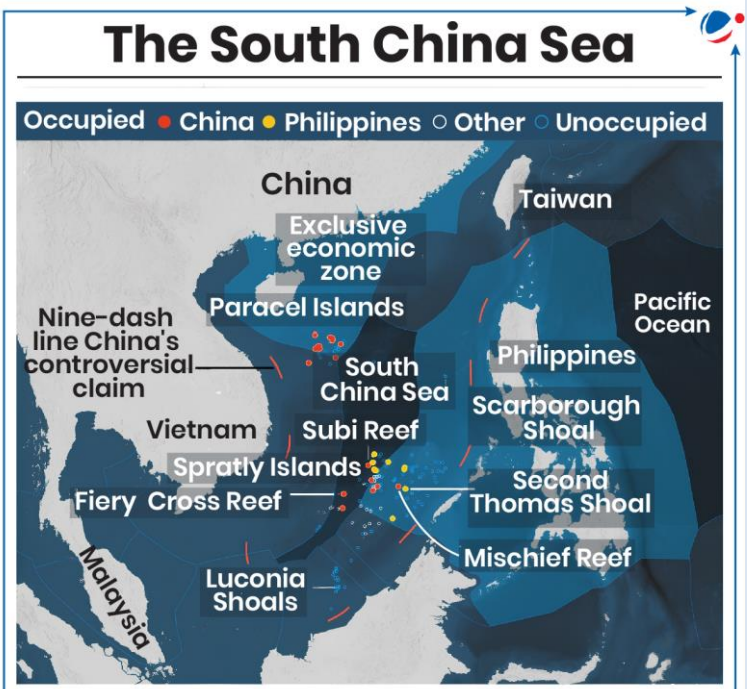 The South China Sea
Occupied China Philippines Other Unoccupied
China
Taiwan
Exclusive
economic
zone
Paracel Islands
Pacific
Ocean
Nine-dash
line China's
controversial
claim
South
China Sea
Philippines
Scarborough
Shoal
Vietnam
Subi Reef
Spratly Islands
Second
Thomas Shoal
Fiery Cross Reef
Mischief Reef
Malaysia
Luconia
Shoals